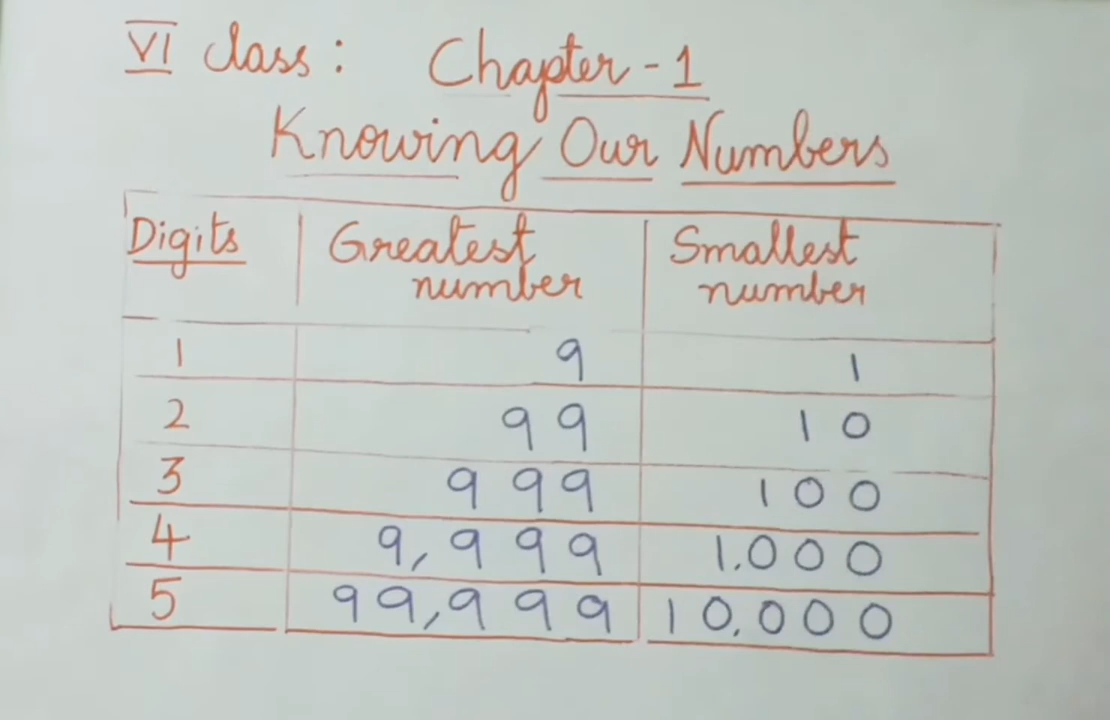 VI Class : Chapter - 1
Knowing Our Numbers
Digits Greatest number Smallest number
1 9 1
2 99 10
3 999 100
4 9,999 1,000
5 99,999 10,000